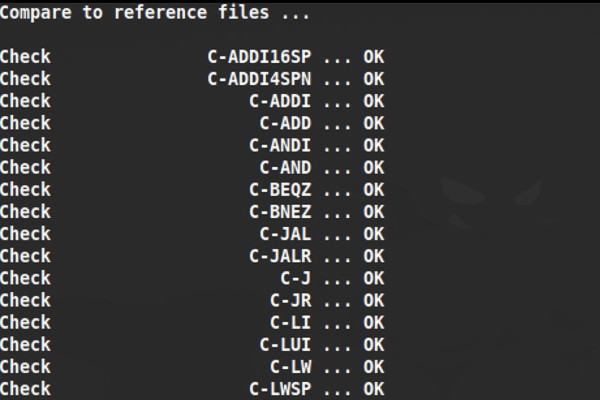 Compare to reference files ...
Check C-ADDI16SP ... OK
Check C-ADDI4SPN ... OK
Check C-ADDI ... OK
Check C-ADD ... OK
Check C-ANDI ... OK
Check C-AND ... OK
Check C-BEQZ ... OK
Check C-BNEZ ... OK
Check C-JAL ... OK
Check C-JALR ... OK
Check C-J ... OK
Check C-JR ... OK
Check C-LI ... OK
Check C-LUI ... OK
Check C-LW ... OK
Check C-LWSP ... OK